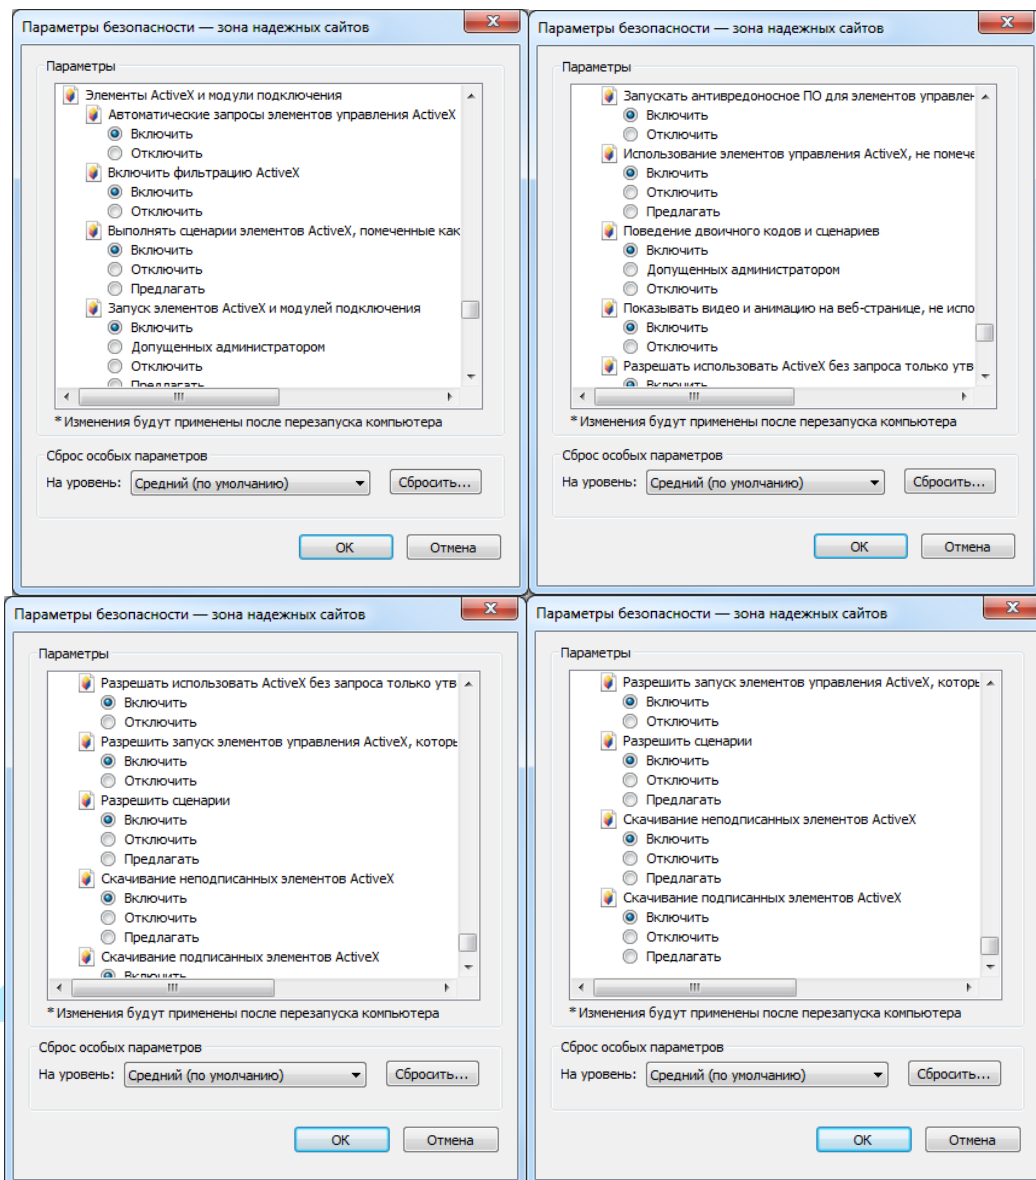 Параметры безопасности — зона надежных сайтов
Параметры
Элементы ActiveX и модули подключения
Автоматические запросы элементов управления ActiveX
Включить
Отключить
Включить фильтрацию ActiveX
Включить
Отключить
Выполнять сценарии элементов ActiveX, помеченные как
Включить
Отключить
Предлагать
Запуск элементов ActiveX и модулей подключения
Включить
Допущенных администратором
Отключить
Предлагать
* Изменения будут применены после перезапуска компьютера
Сброс особых параметров
На уровень: Средний (по умолчанию) Сбросить...
ОК Отмена
Параметры безопасности — зона надежных сайтов
Параметры
Запускать антивредоносное ПО для элементов управлен
Включить
Отключить
Использование элементов управления ActiveX, не помече
Включить
Отключить
Предлагать
Поведение двоичного кодов и сценариев
Включить
Допущенных администратором
Отключить
Показывать видео и анимацию на веб-странице, не испо
Включить
Отключить
Разрешать использовать ActiveX без запроса только утв
Включить
* Изменения будут применены после перезапуска компьютера
Сброс особых параметров
На уровень: Средний (по умолчанию) Сбросить...
ОК Отмена
Параметры безопасности — зона надежных сайтов
Параметры
Разрешать использовать ActiveX без запроса только утв
Включить
Отключить
Разрешить запуск элементов управления ActiveX, которь
Включить
Отключить
Разрешить сценарии
Включить
Отключить
Предлагать
Скачивание неподписанных элементов ActiveX
Включить
Отключить
Предлагать
Скачивание подписанных элементов ActiveX
Включить
* Изменения будут применены после перезапуска компьютера
Сброс особых параметров
На уровень: Средний (по умолчанию) Сбросить...
ОК Отмена
Параметры безопасности — зона надежных сайтов
Параметры
Разрешить запуск элементов управления ActiveX, которь
Включить
Отключить
Разрешить сценарии
Включить
Отключить
Предлагать
Скачивание неподписанных элементов ActiveX
Включить
Отключить
Предлагать
Скачивание подписанных элементов ActiveX
Включить
Отключить
Предлагать
* Изменения будут применены после перезапуска компьютера
Сброс особых параметров
На уровень: Средний (по умолчанию) Сбросить...
ОК Отмена